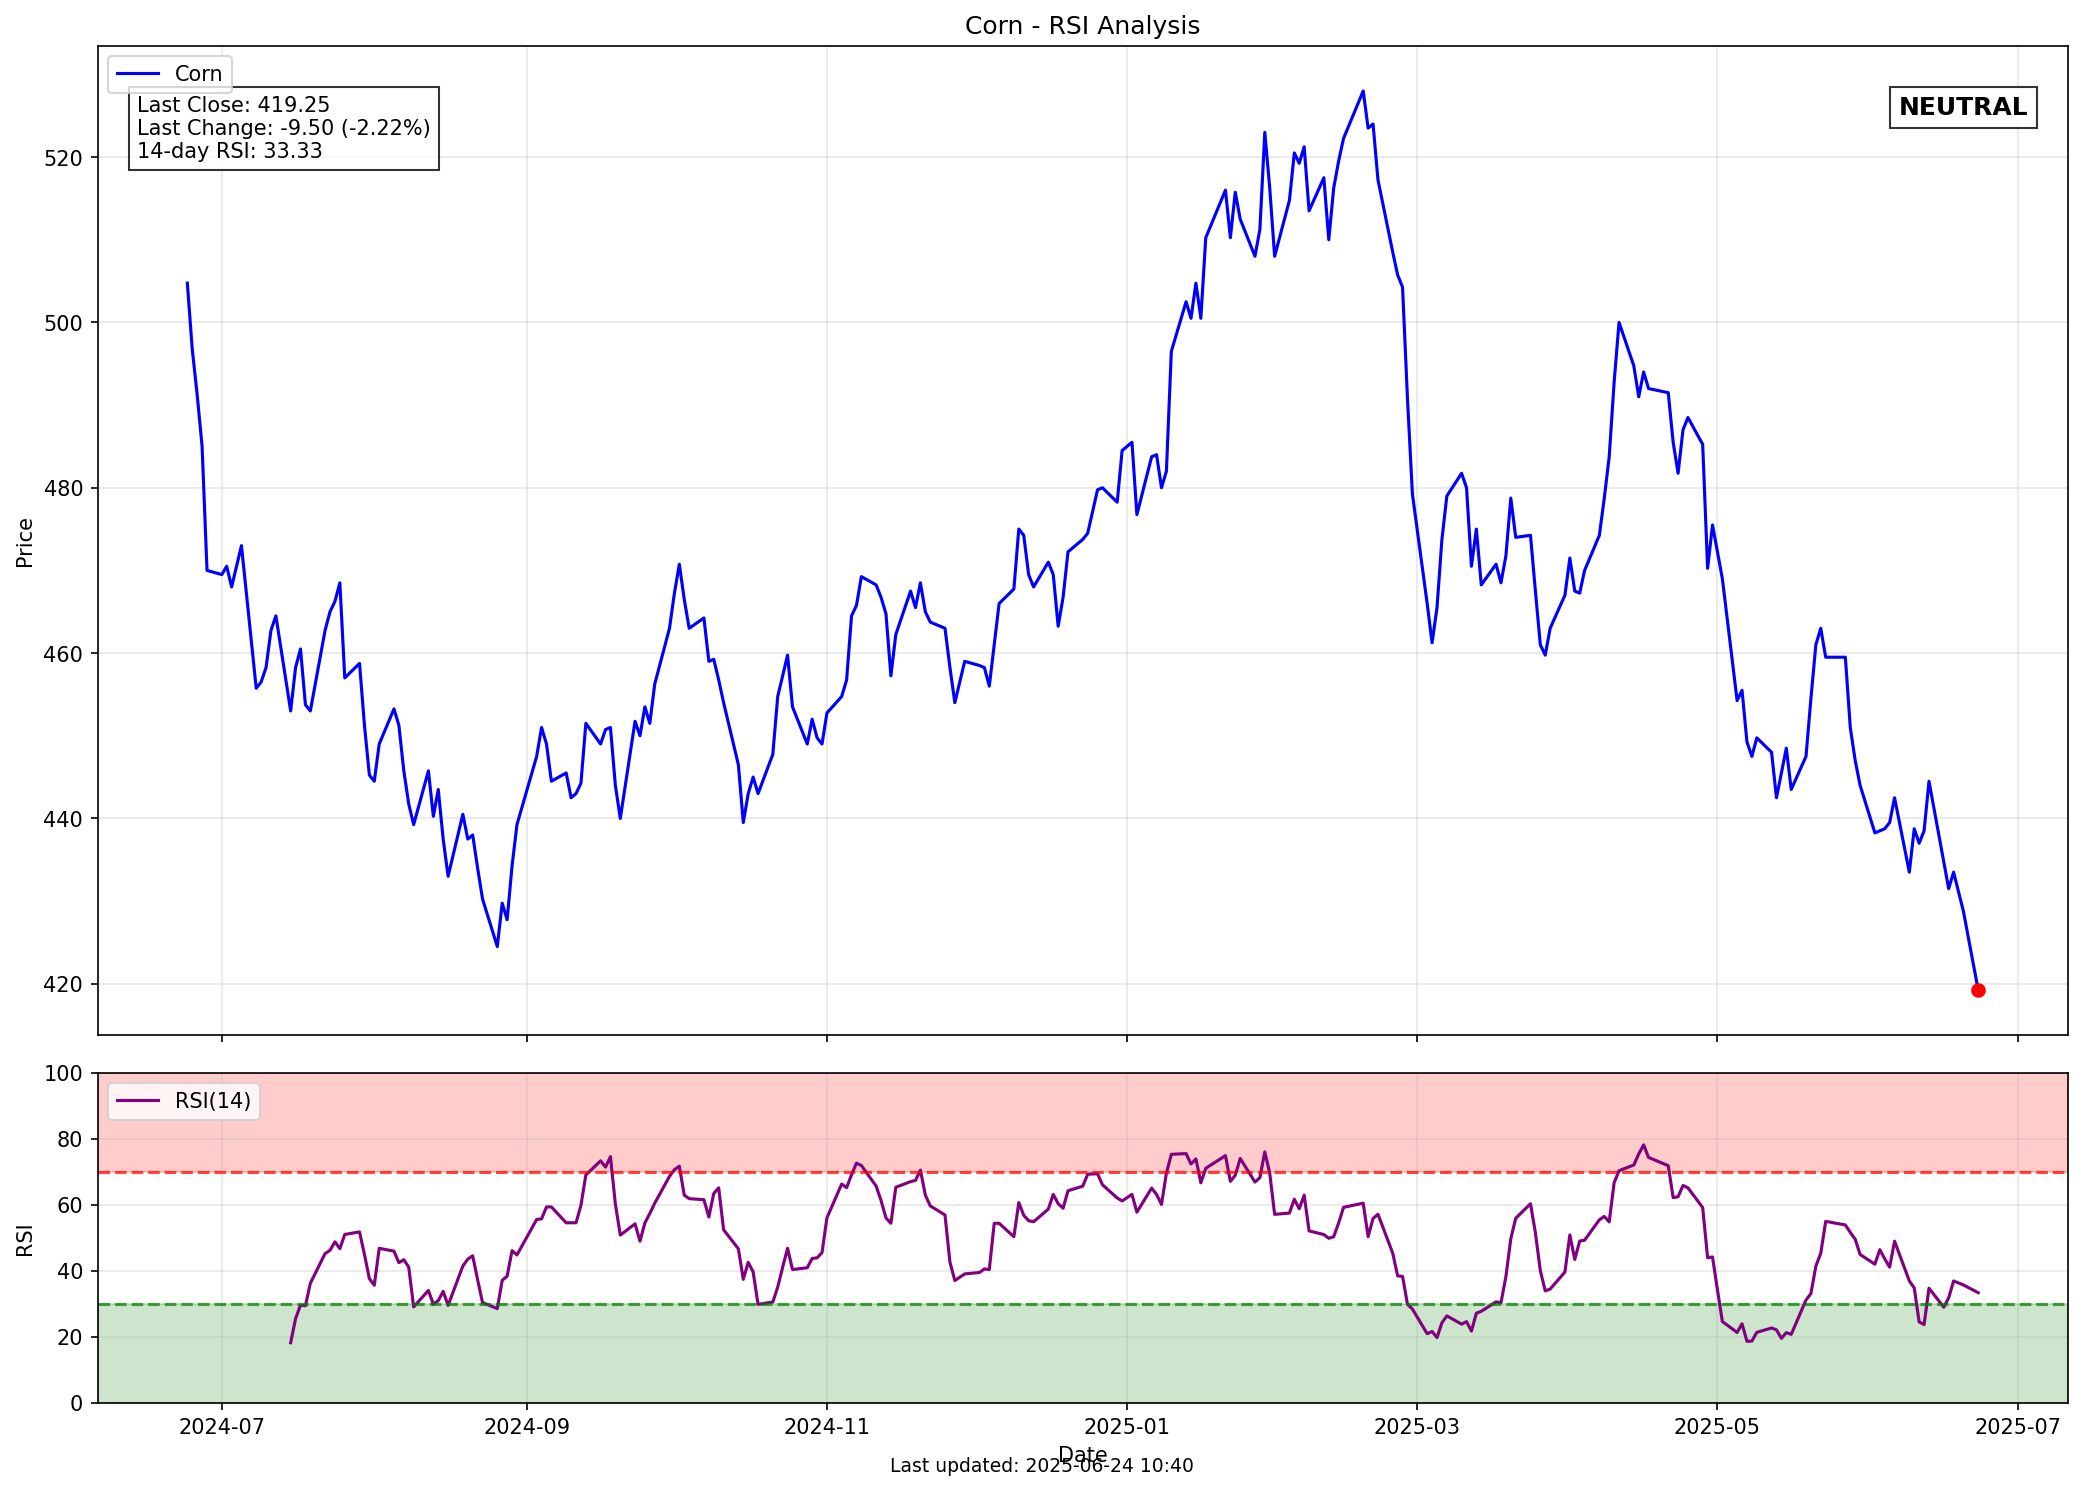 Corn - RSI Analysis
Corn
Last Close: 419.25
Last Change: -9.50 (-2.22%)
14-day RSI: 33.33
NEUTRAL
Price
520
500
480
460
440
420
RSI(14)
RSI
100
80
60
40
20
0
2024-07
2024-09
2024-11
2025-01
2025-03
2025-05
2025-07
Date
Last updated: 2025-06-24 10:40